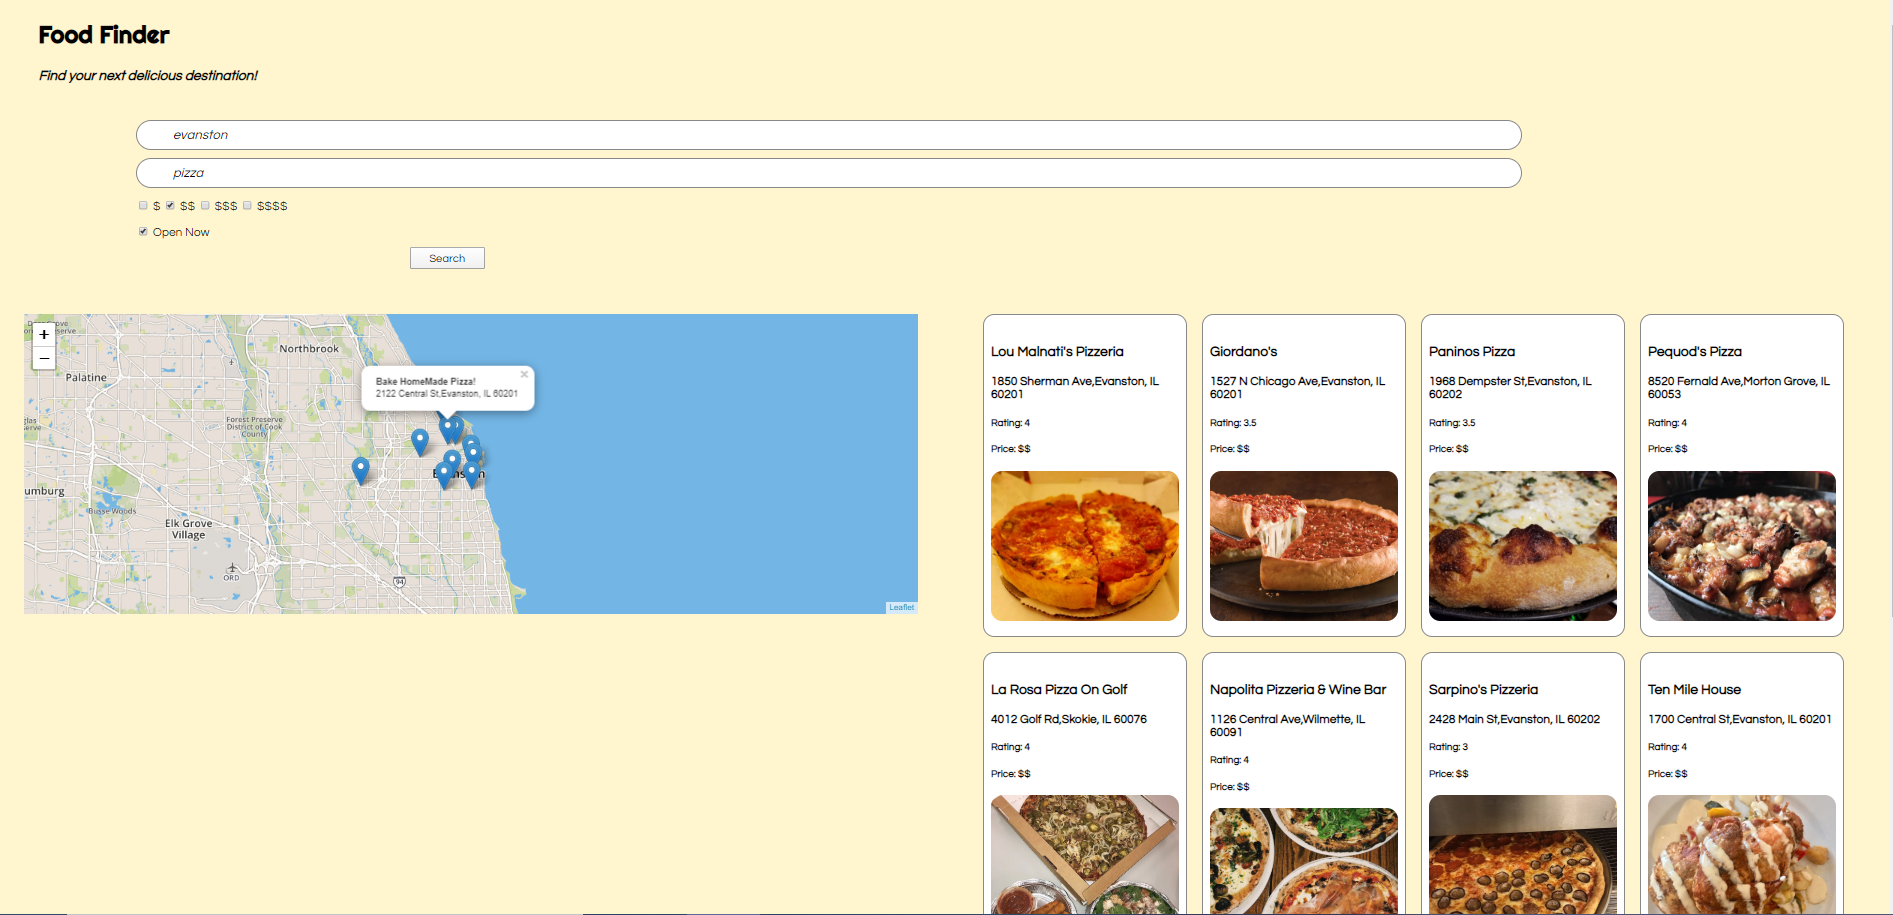 Food Finder
Find your next delicious destination!
evanston
pizza
$ $$ $$$ $$$$
Open Now
Search
+
−
Northbrook
Palatine
Bake HomeMade Pizza!
×
2122 Central St,Evanston, IL 60201
Forest Preserve
District of Cook
County
Busse Woods
Elk Grove
Village
ORD
94
Leaflet
Lou Malnati's Pizzeria
1850 Sherman Ave,Evanston, IL
60201
Rating: 4
Price: $$
Giordano's
1527 N Chicago Ave,Evanston, IL
60201
Rating: 3.5
Price: $$
Paninos Pizza
1968 Dempster St,Evanston, IL
60202
Rating: 3.5
Price: $$
Pequod's Pizza
8520 Fernald Ave,Morton Grove, IL
60053
Rating: 4
Price: $$
La Rosa Pizza On Golf
4012 Golf Rd,Skokie, IL 60076
Rating: 4
Price: $$
Napolita Pizzeria & Wine Bar
1126 Central Ave,Wilmette, IL
60091
Rating: 4
Price: $$
Sarpino's Pizzeria
2428 Main St,Evanston, IL 60202
Rating: 3
Price: $$
Ten Mile House
1700 Central St,Evanston, IL 60201
Rating: 4
Price: $$